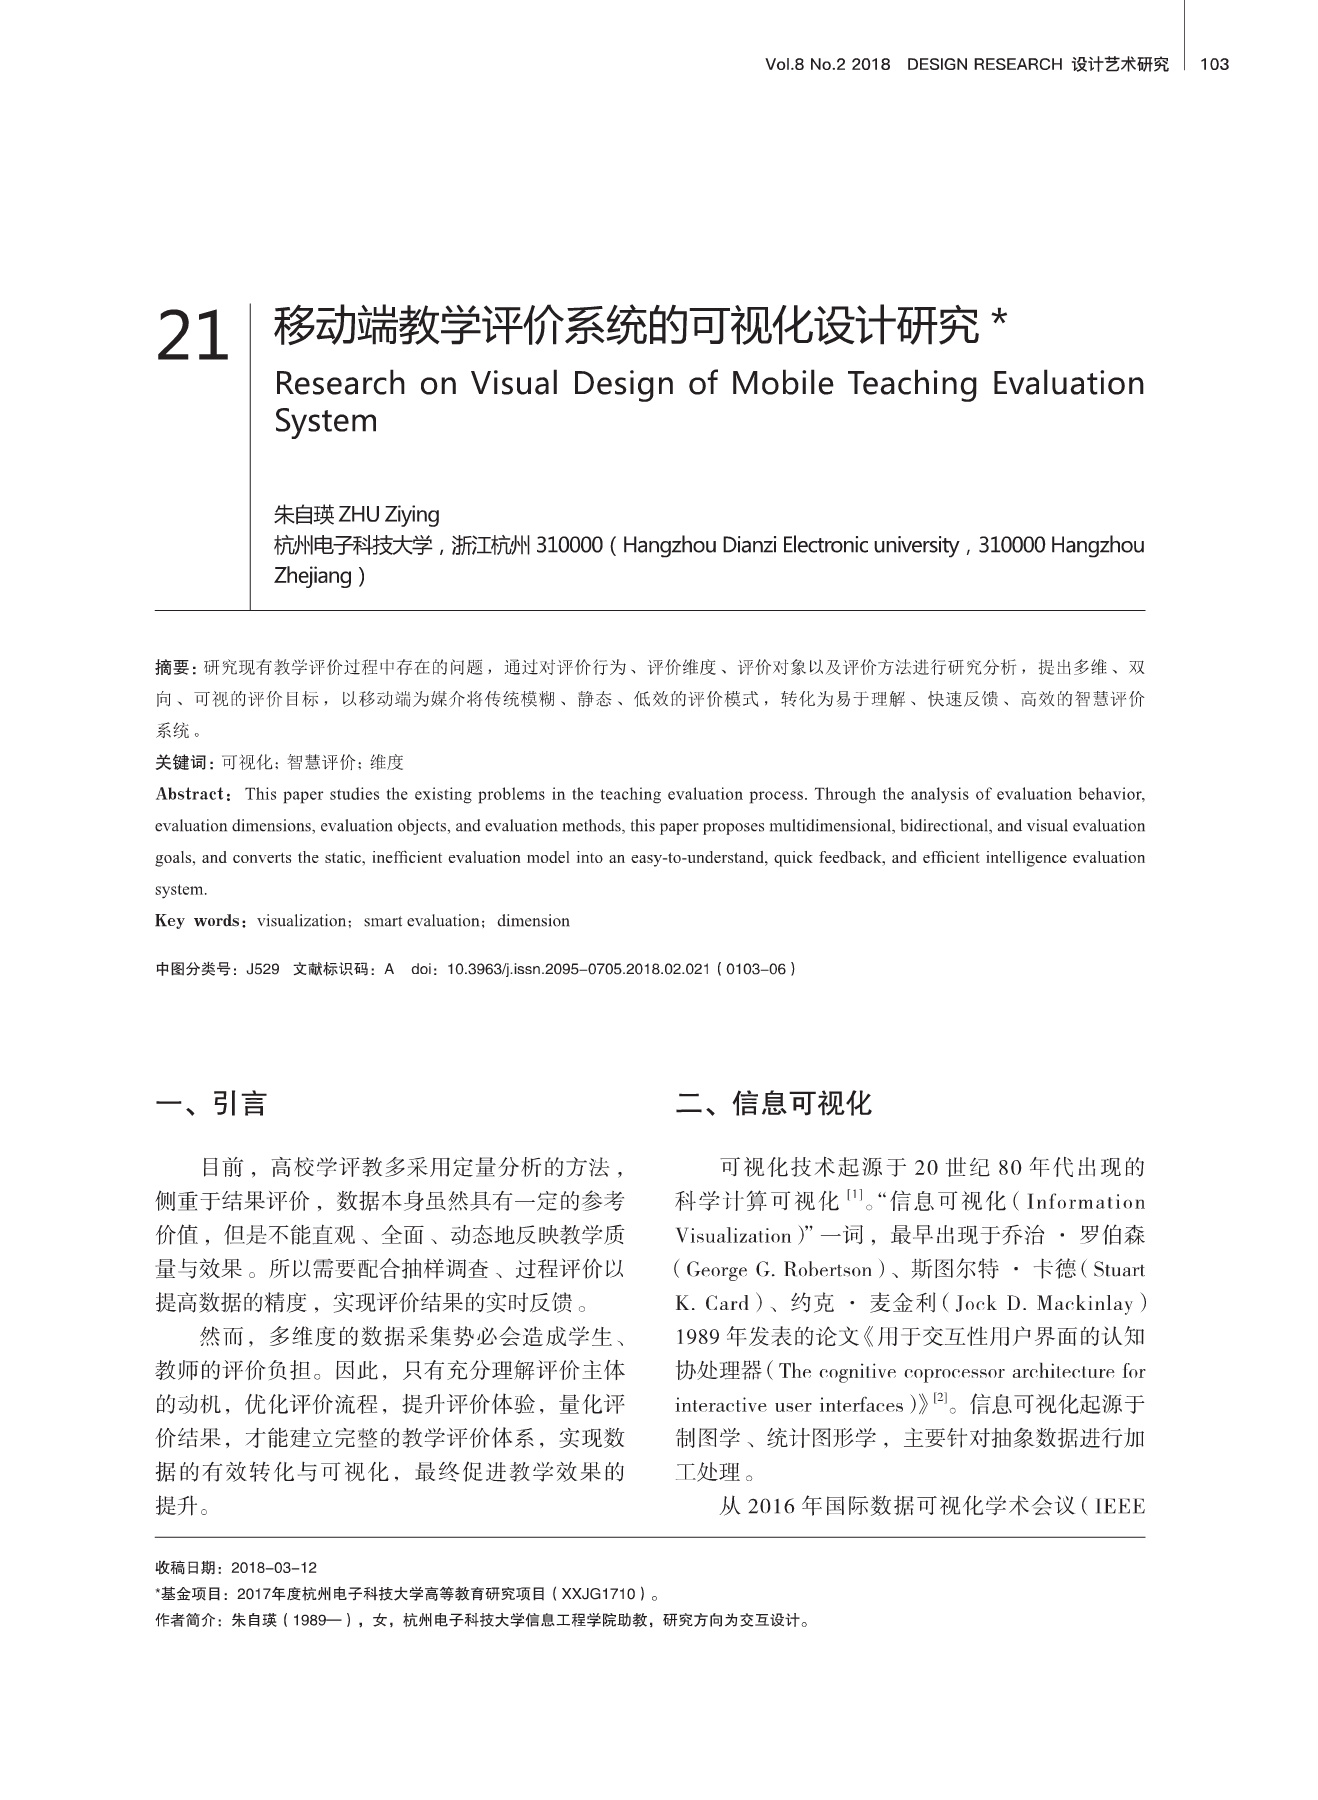 Vol.8 No.2 2018 DESIGN RESEARCH 设计艺术研究 103
21
移动端教学评价系统的可视化设计研究 *
Research on Visual Design of Mobile Teaching Evaluation
System
朱自瑛 ZHU Ziying
杭州电子科技大学，浙江杭州 310000（Hangzhou Dianzi Electronic university，310000 Hangzhou
Zhejiang）
摘要：研究现有教学评价过程中存在的问题，通过对评价行为、评价维度、评价对象以及评价方法进行研究分析，提出多维、双
向、可视的评价目标，以移动端为媒介将传统模糊、静态、低效的评价模式，转化为易于理解、快速反馈、高效的智慧评价
系统。
关键词：可视化；智慧评价；维度
Abstract：This paper studies the existing problems in the teaching evaluation process. Through the analysis of evaluation behavior,
evaluation dimensions, evaluation objects, and evaluation methods, this paper proposes multidimensional, bidirectional, and visual evaluation
goals, and converts the static, inefficient evaluation model into an easy-to-understand, quick feedback, and efficient intelligence evaluation
system.
Key words：visualization；smart evaluation；dimension
中图分类号：J529 文献标识码：A doi：10.3963/j.issn.2095-0705.2018.02.021（0103-06）
一、引言
目前，高校学评教多采用定量分析的方法，
侧重于结果评价，数据本身虽然具有一定的参考
价值，但是不能直观、全面、动态地反映教学质
量与效果。所以需要配合抽样调查、过程评价以
提高数据的精度，实现评价结果的实时反馈。
然而，多维度的数据采集势必会造成学生、
教师的评价负担。因此，只有充分理解评价主体
的动机，优化评价流程，提升评价体验，量化评
价结果，才能建立完整的教学评价体系，实现数
据的有效转化与可视化，最终促进教学效果的
提升。
二、信息可视化
可视化技术起源于 20 世纪 80 年代出现的
科学计算可视化 [1]。“信息可视化（Information
Visualization）”一词，最早出现于乔治·罗伯森
（George G. Robertson）、斯图尔特·卡德（Stuart
K. Card）、约克·麦金利（Jock D. Mackinlay）
1989 年发表的论文《用于交互性用户界面的认知
协处理器（The cognitive coprocessor architecture for
interactive user interfaces）》[2]。信息可视化起源于
制图学、统计图形学，主要针对抽象数据进行加
工处理。
从 2016 年国际数据可视化学术会议（IEEE
收稿日期：2018-03-12
*基金项目：2017年度杭州电子科技大学高等教育研究项目（XXJG1710）。
作者简介：朱自瑛（1989—），女，杭州电子科技大学信息工程学院助教，研究方向为交互设计。